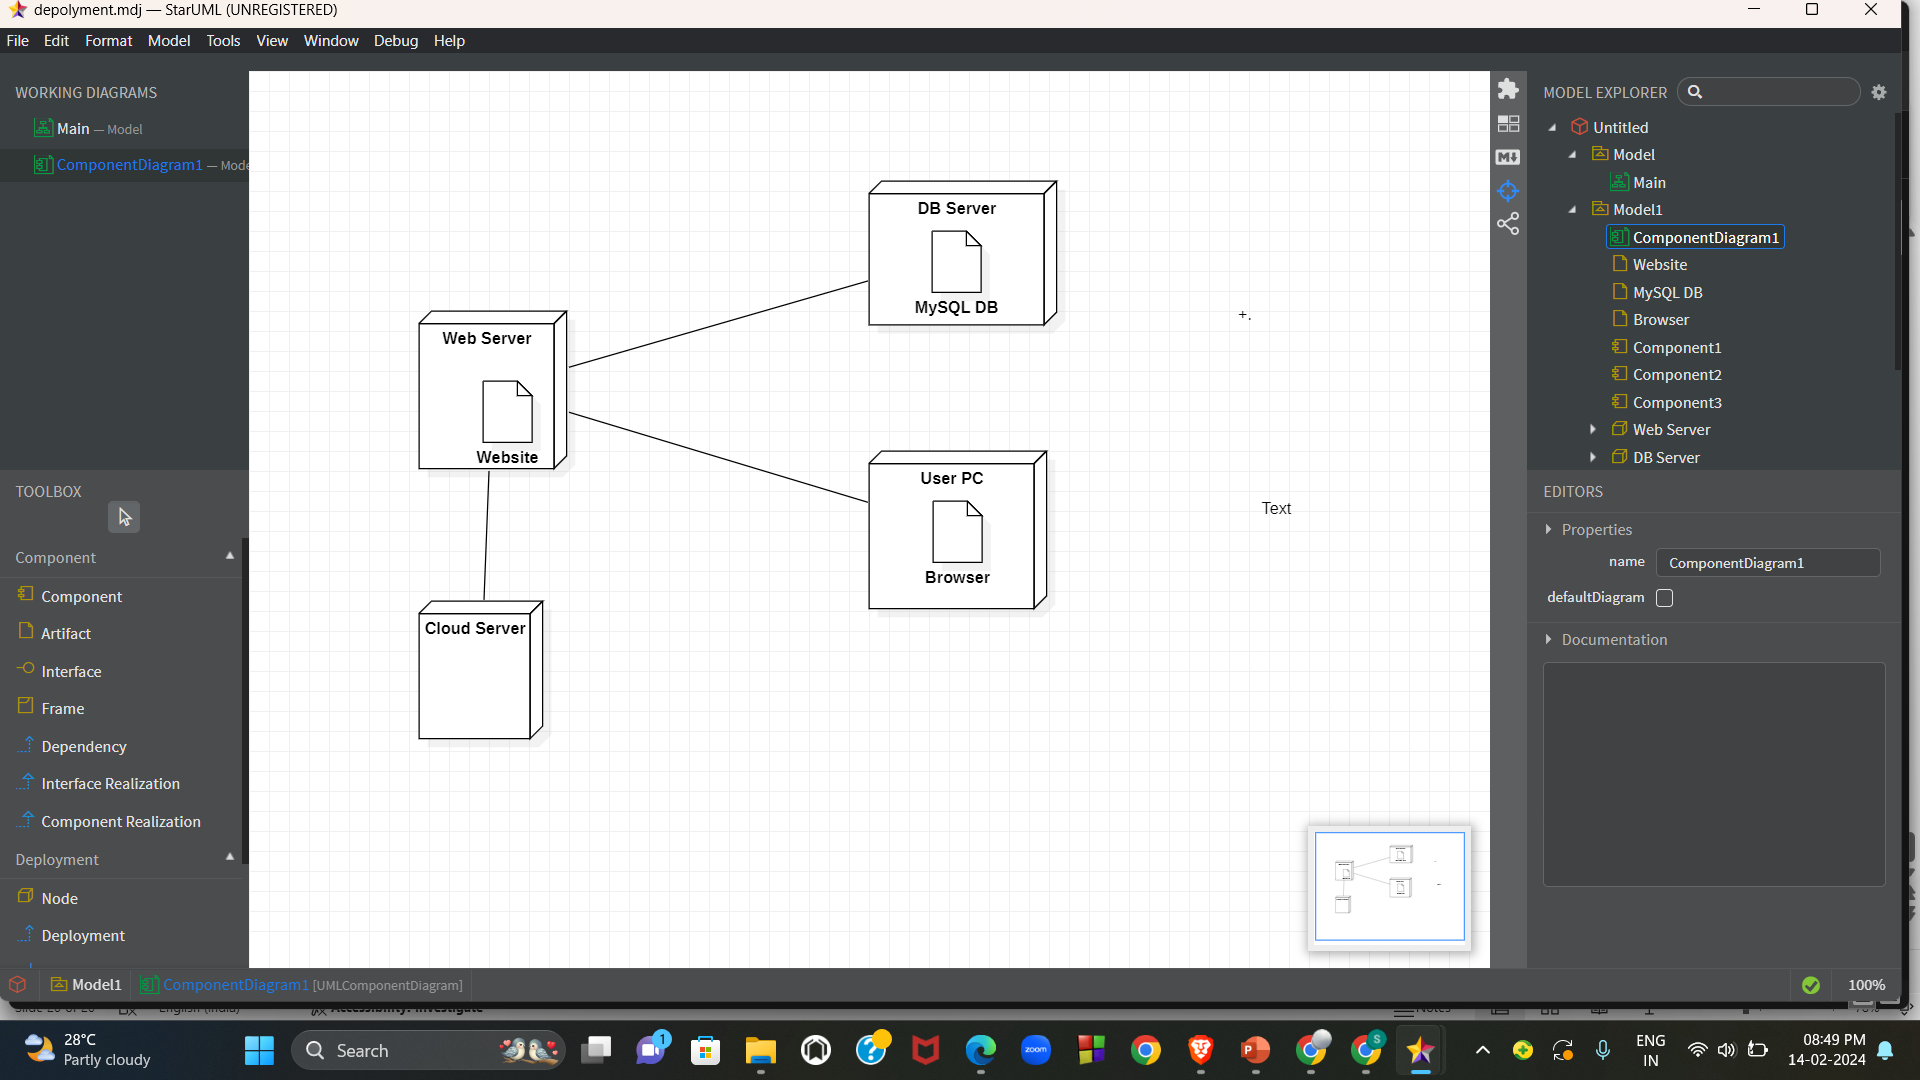 depolyment.mdj — StarUML (UNREGISTERED)
File Edit Format Model Tools View Window Debug Help
WORKING DIAGRAMS
Main — Model
ComponentDiagram1 — Mode
TOOLBOX
Component
Component
Artifact
Interface
Frame
Dependency
Interface Realization
Component Realization
Deployment
Node
Deployment
DB Server
MySQL DB
+.
Web Server
Website
User PC
Browser
Text
Cloud Server
MODEL EXPLORER
Untitled
Model
Main
Model1
ComponentDiagram1
Website
MySQL DB
Browser
Component1
Component2
Component3
Web Server
DB Server
EDITORS
Properties
name ComponentDiagram1
defaultDiagram
Documentation
Model1 ComponentDiagram1 [UMLComponentDiagram] 100%
28°C
Partly cloudy
Search
1
zoom
S
ENG
IN
08:49 PM
14-02-2024